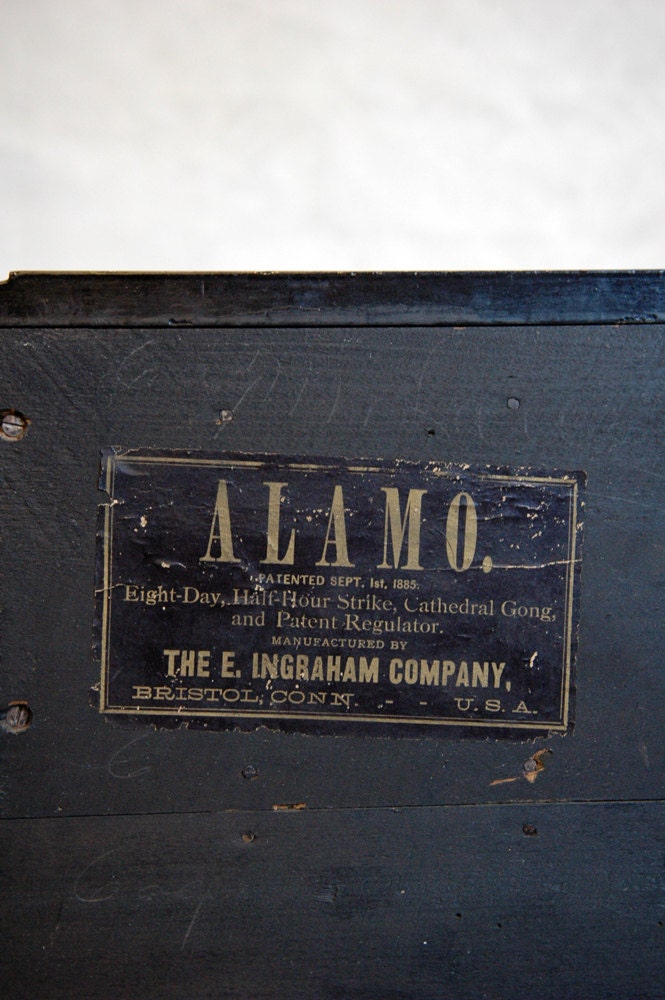 ALAMO.
PATENTED SEPT. 1st. 1885.
Eight-Day, Half-Hour Strike, Cathedral Gong,
and Patent Regulator.
MANUFACTURED BY
THE E. INGRAHAM COMPANY,
BRISTOL, CONN. - - U.S.A.